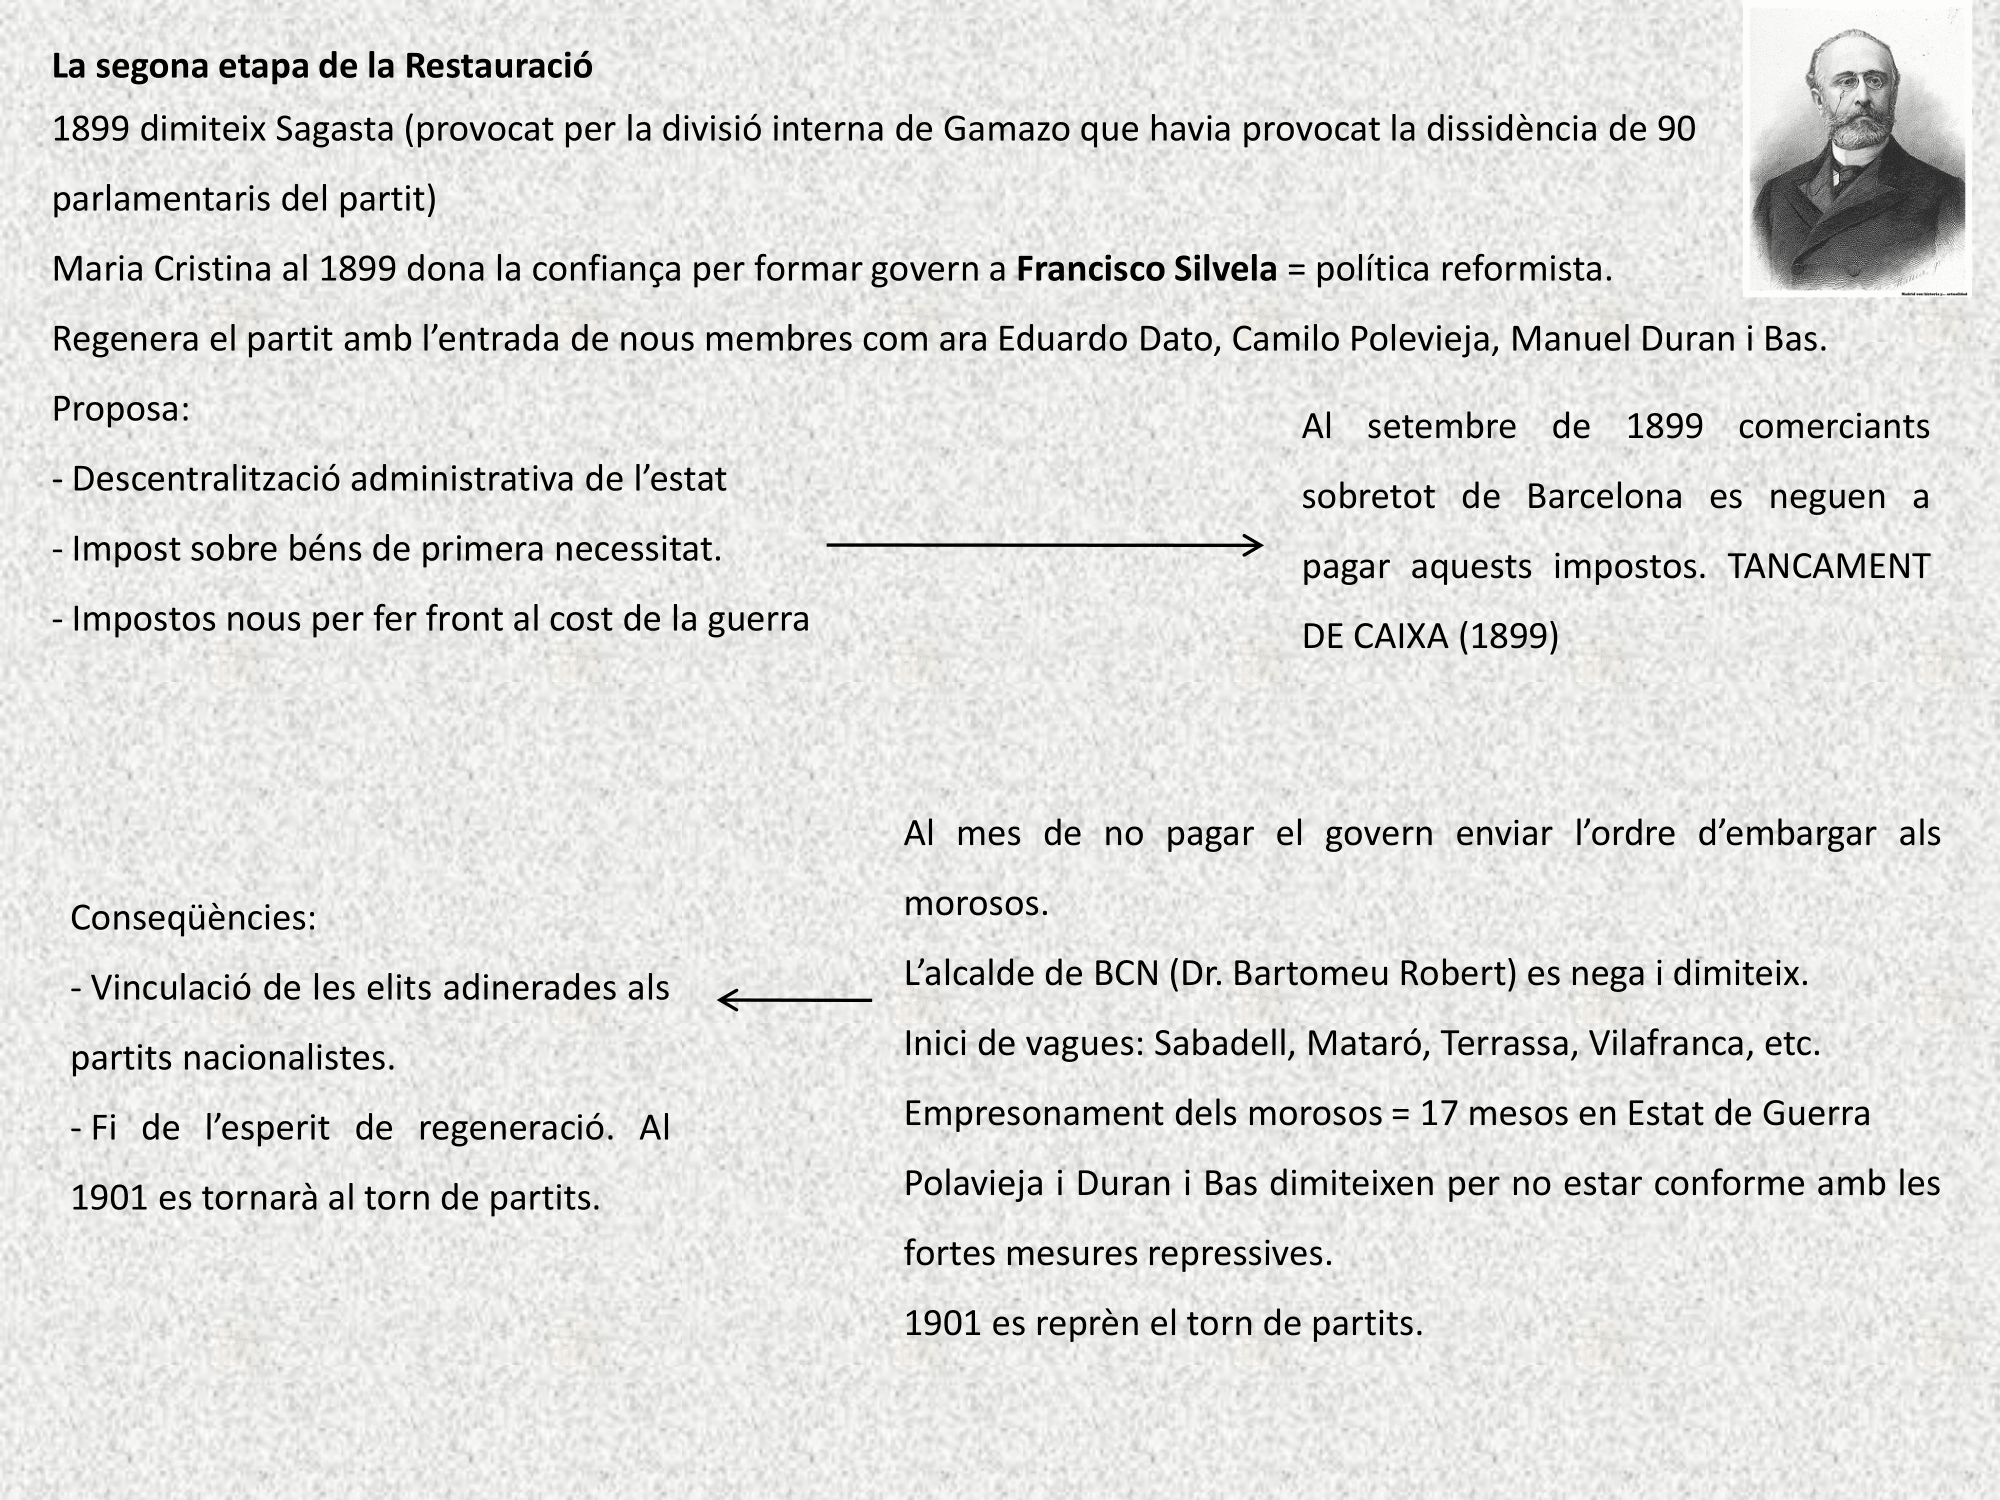 La segona etapa de la Restauració
1899 dimiteix Sagasta (provocat per la divisió interna de Gamazo que havia provocat la dissidència de 90
parlamentaris del partit)
Maria Cristina al 1899 dona la confiança per formar govern a Francisco Silvela = política reformista.
Regenera el partit amb l’entrada de nous membres com ara Eduardo Dato, Camilo Polevieja, Manuel Duran i Bas.
Proposa:
- Descentralització administrativa de l’estat
- Impost sobre béns de primera necessitat.
- Impostos nous per fer front al cost de la guerra
Al setembre de 1899 comerciants
sobretot de Barcelona es neguen a
pagar aquests impostos. TANCAMENT
DE CAIXA (1899)
Al mes de no pagar el govern enviar l’ordre d’embargar als
morosos.
L’alcalde de BCN (Dr. Bartomeu Robert) es nega i dimiteix.
Inici de vagues: Sabadell, Mataró, Terrassa, Vilafranca, etc.
Empresonament dels morosos = 17 mesos en Estat de Guerra
Polavieja i Duran i Bas dimiteixen per no estar conforme amb les
fortes mesures repressives.
1901 es reprèn el torn de partits.
Conseqüències:
- Vinculació de les elits adinerades als
partits nacionalistes.
- Fi de l’esperit de regeneració. Al
1901 es tornarà al torn de partits.